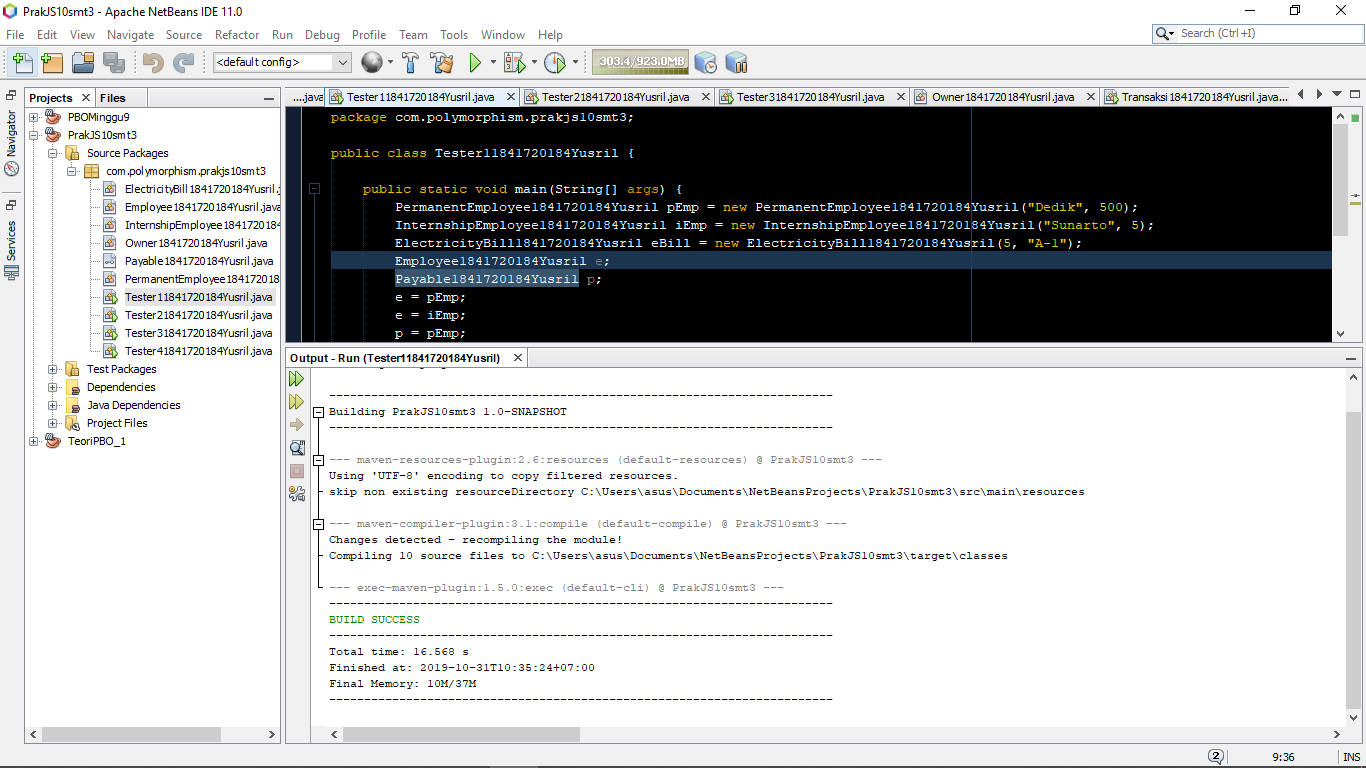 PrakJS10smt3 - Apache NetBeans IDE 11.0
File Edit View Navigate Source Refactor Run Debug Profile Team Tools Window Help
Search (Ctrl+I)
<default config>
303.4/923.0MB
Projects Files
Navigator
Services
PBOMinggu9
PrakJS10smt3
Source Packages
com.polymorphism.prakjs10smt3
ElectricityBill1841720184Yusril.
Employee1841720184Yusril.java
InternshipEmployee1841720184
Owner1841720184Yusril.java
Payable1841720184Yusril.java
PermanentEmployee184172018
Tester11841720184Yusril.java
Tester21841720184Yusril.java
Tester31841720184Yusril.java
Tester41841720184Yusril.java
Test Packages
Dependencies
Java Dependencies
Project Files
TeoriPBO_1
....java Tester11841720184Yusril.java Tester21841720184Yusril.java Tester31841720184Yusril.java Owner1841720184Yusril.java Transaksi1841720184Yusril.java...
package com.polymorphism.prakjs10smt3;
public class Tester11841720184Yusril {
public static void main(String[] args) {
PermanentEmployee1841720184Yusril pEmp = new PermanentEmployee1841720184Yusril("Dedik", 500);
InternshipEmployee1841720184Yusril iEmp = new InternshipEmployee1841720184Yusril("Sunarto", 5);
ElectricityBill1841720184Yusril eBill = new ElectricityBill1841720184Yusril(5, "A-1");
Employee1841720184Yusril e;
Payable1841720184Yusril p;
e = pEmp;
e = iEmp;
p = pEmp;
Output - Run (Tester11841720184Yusril)
------------------------------------------------------------------------
Building PrakJS10smt3 1.0-SNAPSHOT
------------------------------------------------------------------------
--- maven-resources-plugin:2.6:resources (default-resources) @ PrakJS10smt3 ---
Using 'UTF-8' encoding to copy filtered resources.
skip non existing resourceDirectory C:\Users\asus\Documents\NetBeansProjects\PrakJS10smt3\src\main\resources
--- maven-compiler-plugin:3.1:compile (default-compile) @ PrakJS10smt3 ---
Changes detected - recompiling the module!
Compiling 10 source files to C:\Users\asus\Documents\NetBeansProjects\PrakJS10smt3\target\classes
--- exec-maven-plugin:1.5.0:exec (default-cli) @ PrakJS10smt3 ---
------------------------------------------------------------------------
BUILD SUCCESS
------------------------------------------------------------------------
Total time: 16.568 s
Finished at: 2019-10-31T10:35:24+07:00
Final Memory: 10M/37M
------------------------------------------------------------------------
2
9:36
INS